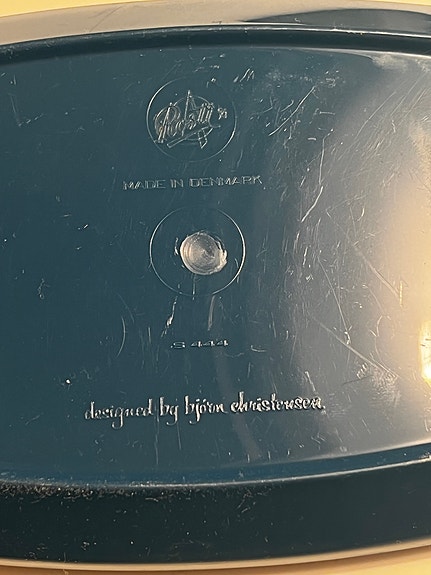 Rosti
MADE IN DENMARK
S 444
designed by bjørn christensen.